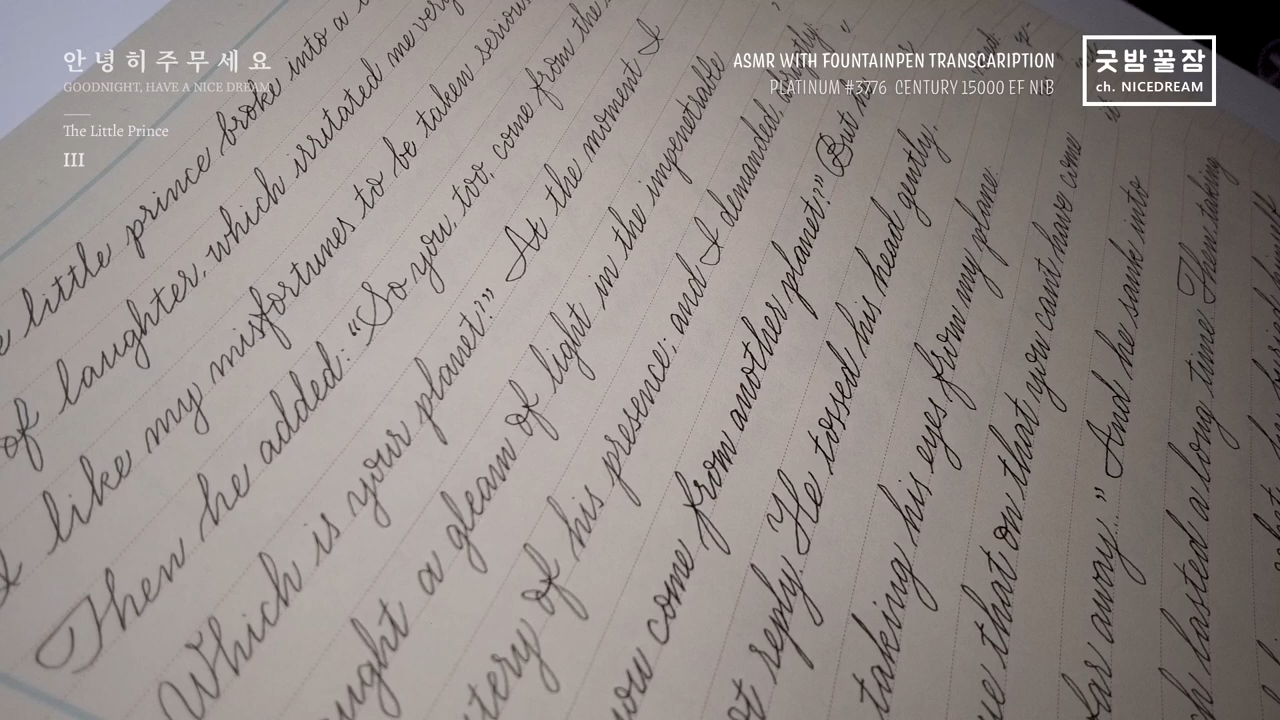 안녕히주무세요
GOODNIGHT, HAVE A NICE DREAM
The Little Prince
III
ASMR WITH FOUNTAINPEN TRANSCARIPTION
PLATINUM #3776 CENTURY 15000 EF NIB
굿밤꿀잠
ch. NICEDREAM
little prince broke into a
of laughter, which irritated me very
I like my misfortunes to be taken serious
Then he added: "So you, too, come from the
Which is your planet?" At the moment I
ught a gleam of light in the impenetrable
tery of his presence; and I demanded, abruptly:
you come from another planet?" But he
ot reply. He tossed his head gently,
taking his eyes from my plane:
ue that on that you can't have come
far away." And he sank into
h lasted a long time. Then taking